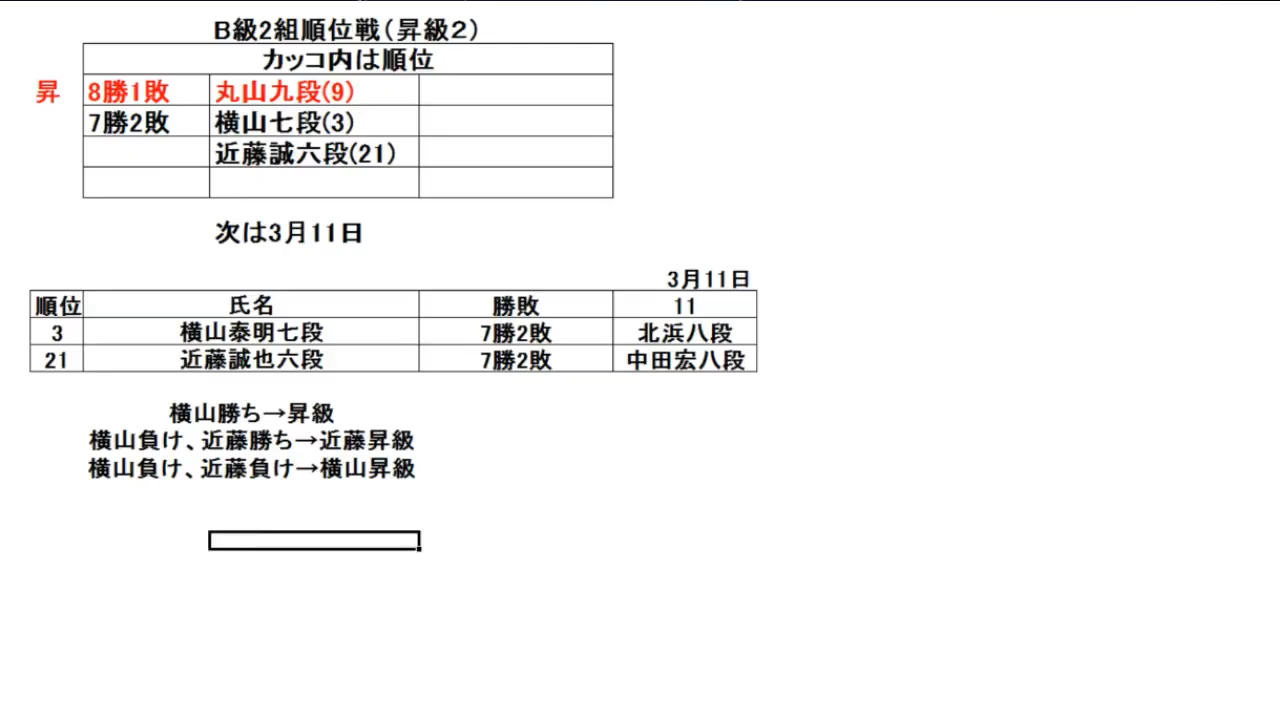 B級2組順位戦(昇級2)
カッコ内は順位
昇 8勝1敗 丸山九段(9)
7勝2敗 横山七段(3)
近藤誠六段(21)
次は3月11日
3月11日
順位 氏名 勝敗 11
3 横山泰明七段 7勝2敗 北浜八段
21 近藤誠也六段 7勝2敗 中田宏八段
横山勝ち→昇級
横山負け、近藤勝ち→近藤昇級
横山負け、近藤負け→横山昇級